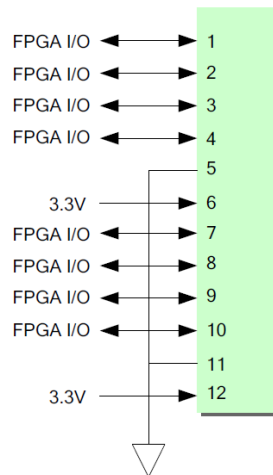 FPGA I/O 1
FPGA I/O 2
FPGA I/O 3
FPGA I/O 4
5
3.3V 6
FPGA I/O 7
FPGA I/O 8
FPGA I/O 9
FPGA I/O 10
11
3.3V 12